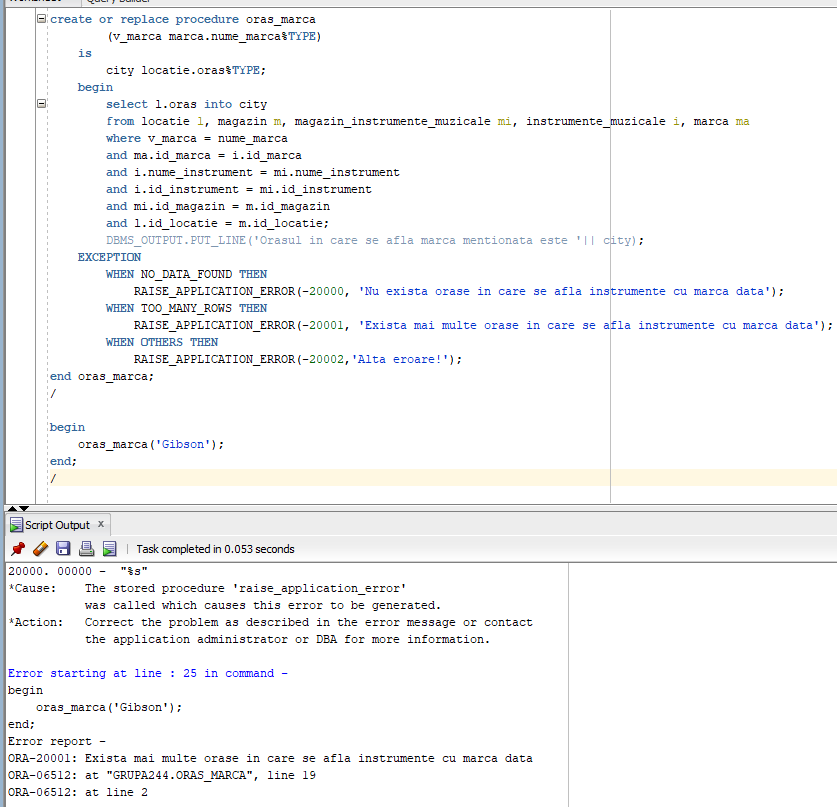 create or replace procedure oras_marca
(v_marca marca.nume_marca%TYPE)
is
city locatie.oras%TYPE;
begin
select l.oras into city
from locatie l, magazin m, magazin_instrumente_muzicale mi, instrumente_muzicale i, marca ma
where v_marca = nume_marca
and ma.id_marca = i.id_marca
and i.nume_instrument = mi.nume_instrument
and i.id_instrument = mi.id_instrument
and mi.id_magazin = m.id_magazin
and l.id_locatie = m.id_locatie;
DBMS_OUTPUT.PUT_LINE('Orasul in care se afla marca mentionata este '|| city);
EXCEPTION
WHEN NO_DATA_FOUND THEN
RAISE_APPLICATION_ERROR(-20000, 'Nu exista orase in care se afla instrumente cu marca data');
WHEN TOO_MANY_ROWS THEN
RAISE_APPLICATION_ERROR(-20001, 'Exista mai multe orase in care se afla instrumente cu marca data');
WHEN OTHERS THEN
RAISE_APPLICATION_ERROR(-20002,'Alta eroare!');
end oras_marca;
/
begin
oras_marca('Gibson');
end;
/
Script Output x
Task completed in 0.053 seconds
20000. 00000 - "%s"
*Cause: The stored procedure 'raise_application_error'
was called which causes this error to be generated.
*Action: Correct the problem as described in the error message or contact
the application administrator or DBA for more information.
Error starting at line : 25 in command -
begin
oras_marca('Gibson');
end;
Error report -
ORA-20001: Exista mai multe orase in care se afla instrumente cu marca data
ORA-06512: at "GRUPA244.ORAS_MARCA", line 19
ORA-06512: at line 2